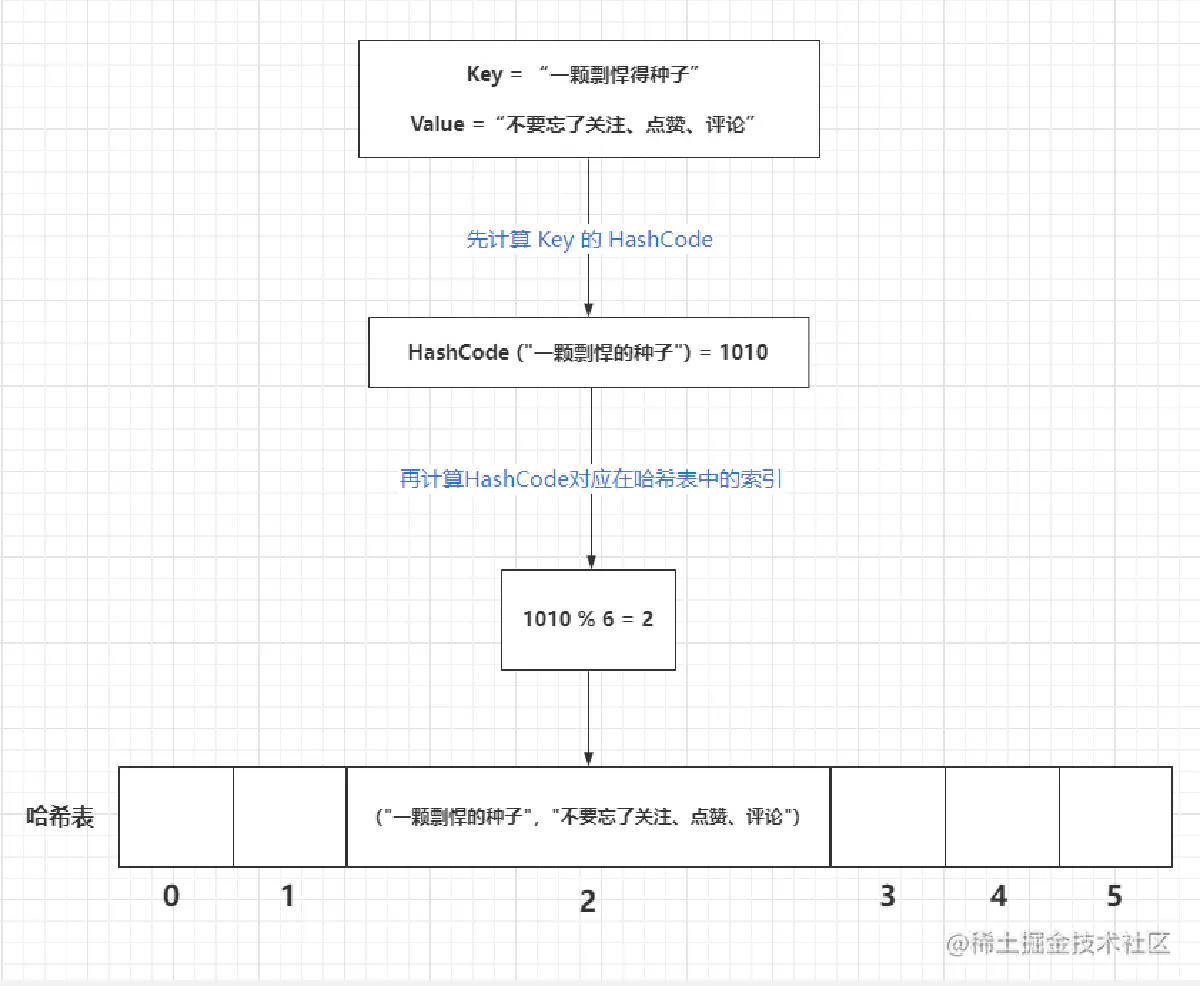 Key = “一颗剽悍得种子”
Value = “不要忘了关注、点赞、评论”
先计算 Key 的 HashCode
HashCode ("一颗剽悍的种子") = 1010
再计算HashCode对应在哈希表中的索引
1010 % 6 = 2
哈希表
("一颗剽悍的种子", "不要忘了关注、点赞、评论")
0 1 2 3 4 5
@稀土掘金技术社区